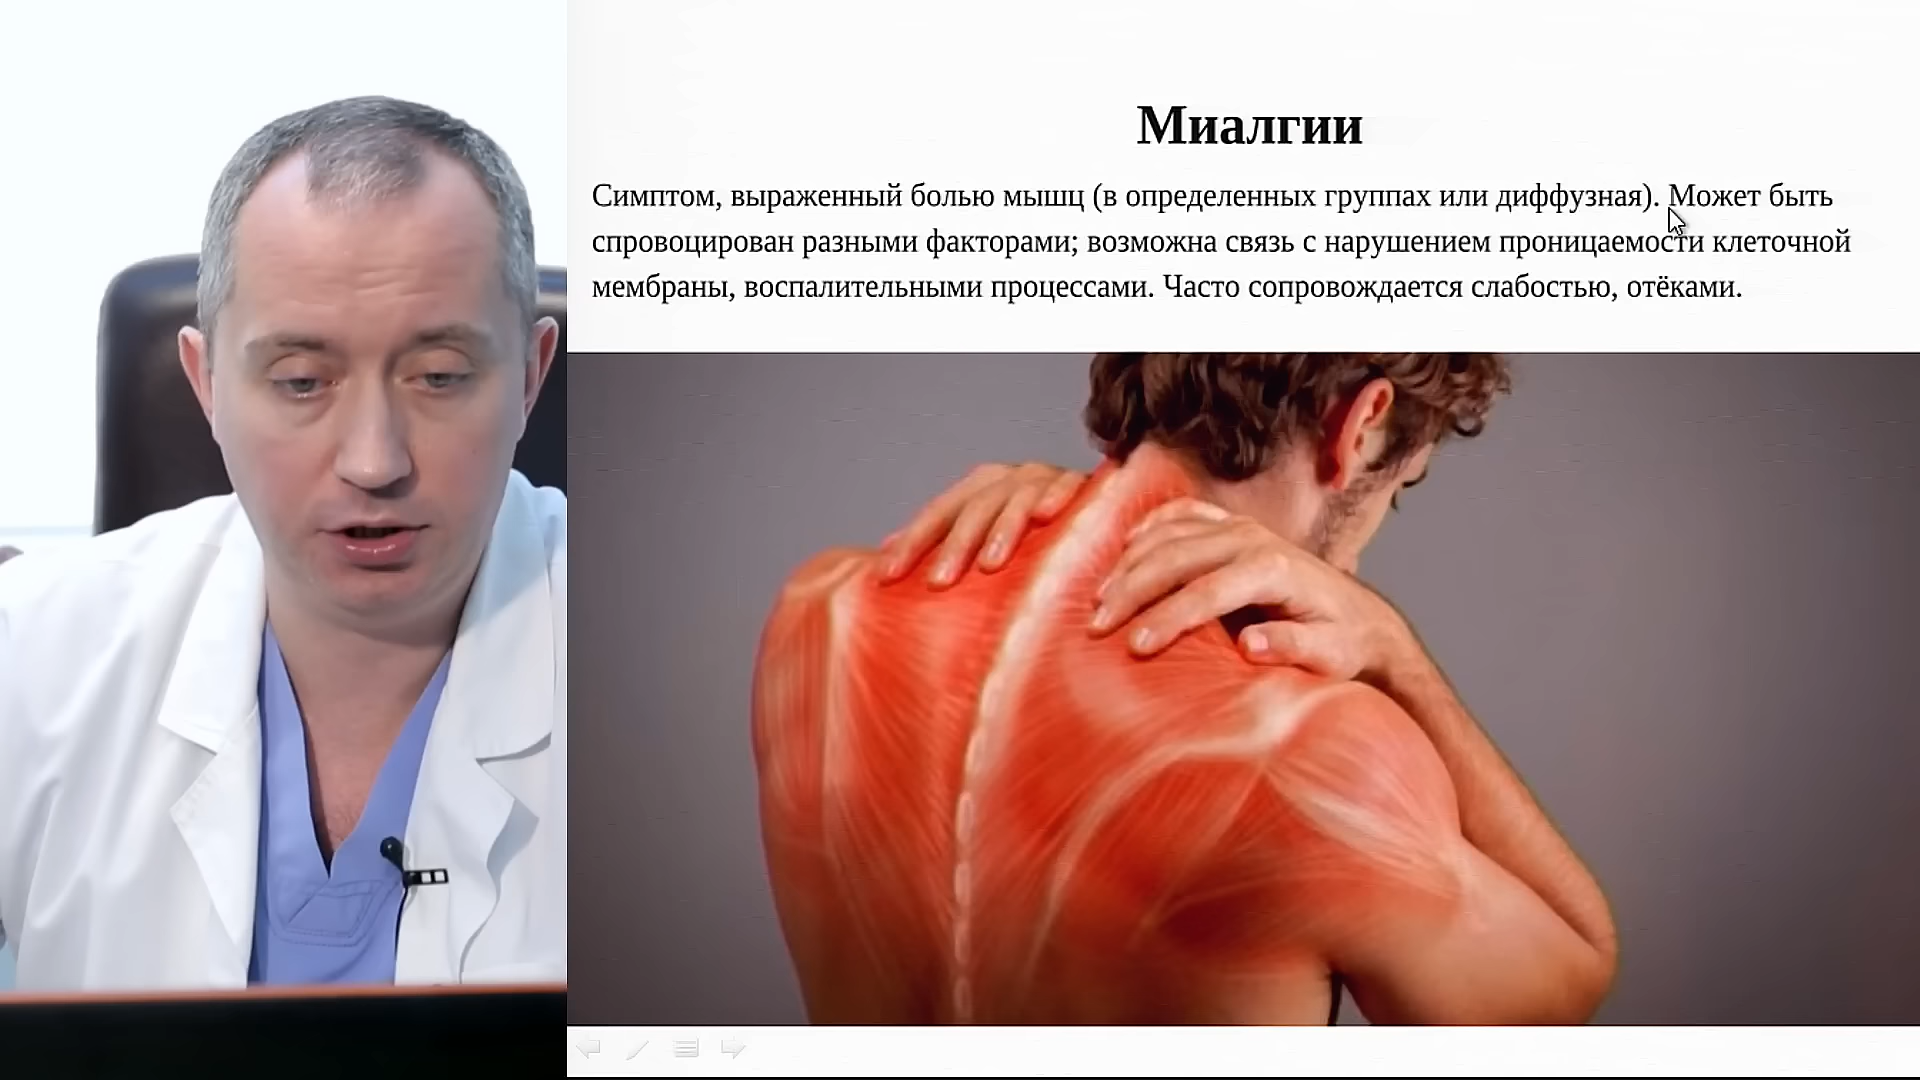 Миалгии
Симптом, выраженный болью мышц (в определенных группах или диффузная). Может быть
спровоцирован разными факторами; возможна связь с нарушением проницаемости клеточной
мембраны, воспалительными процессами. Часто сопровождается слабостью, отёками.